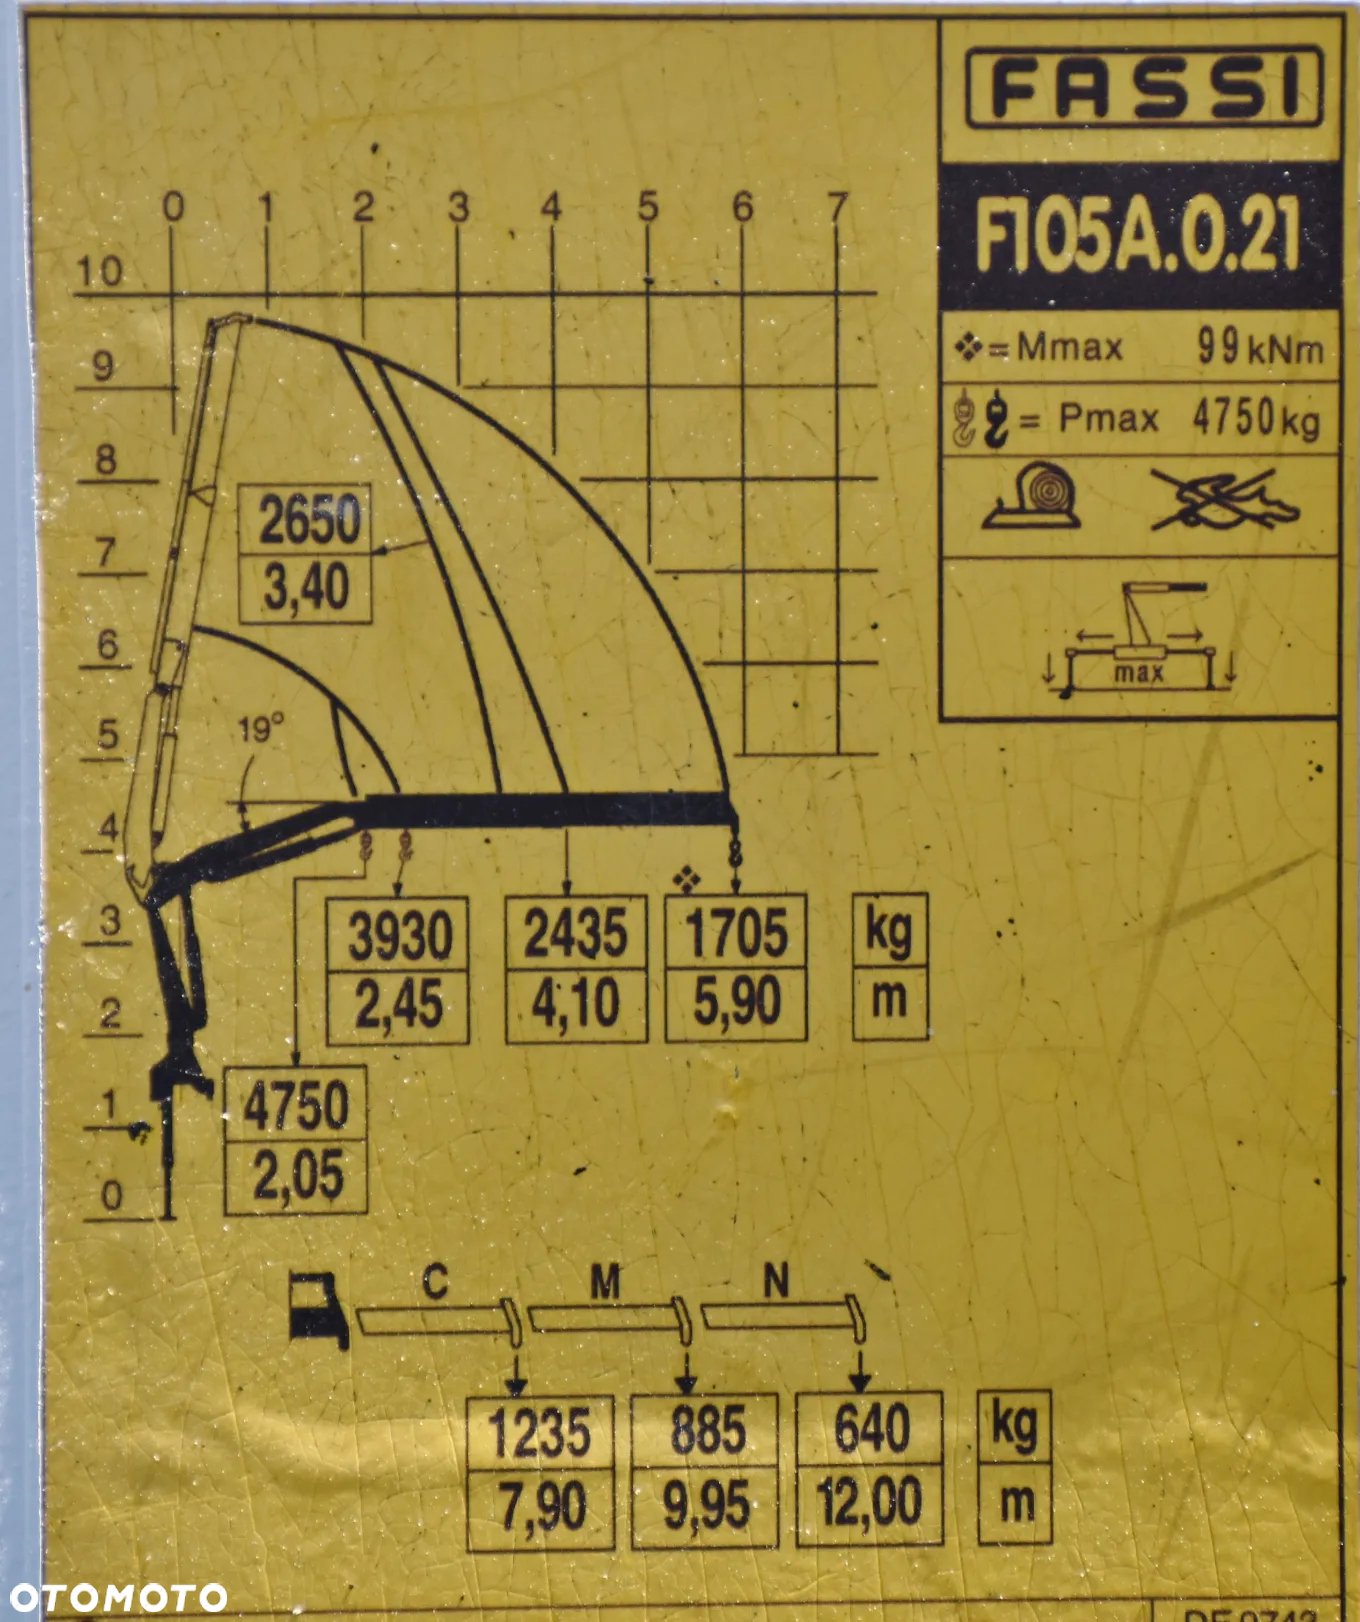 FASSI
F105A.0.21
= Mmax 99 kNm
= Pmax 4750 kg
max
0 1 2 3 4 5 6 7
10
9
8
7
6
5
4
3
2
1
0
2650
3,40
19°
3930 2435 1705 kg
2,45 4,10 5,90 m
4750
2,05
C M N
1235 885 640 kg
7,90 9,95 12,00 m
OTOMOTO